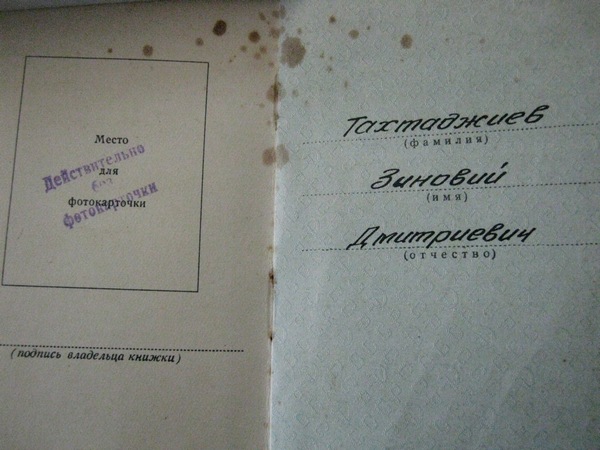 Место
для
фотокарточки
Действительно
без
фотокарточки
(подпись владельца книжки)
Тахтаджиев
(фамилия)
Зиновий
(имя)
Дмитриевич
(отчество)